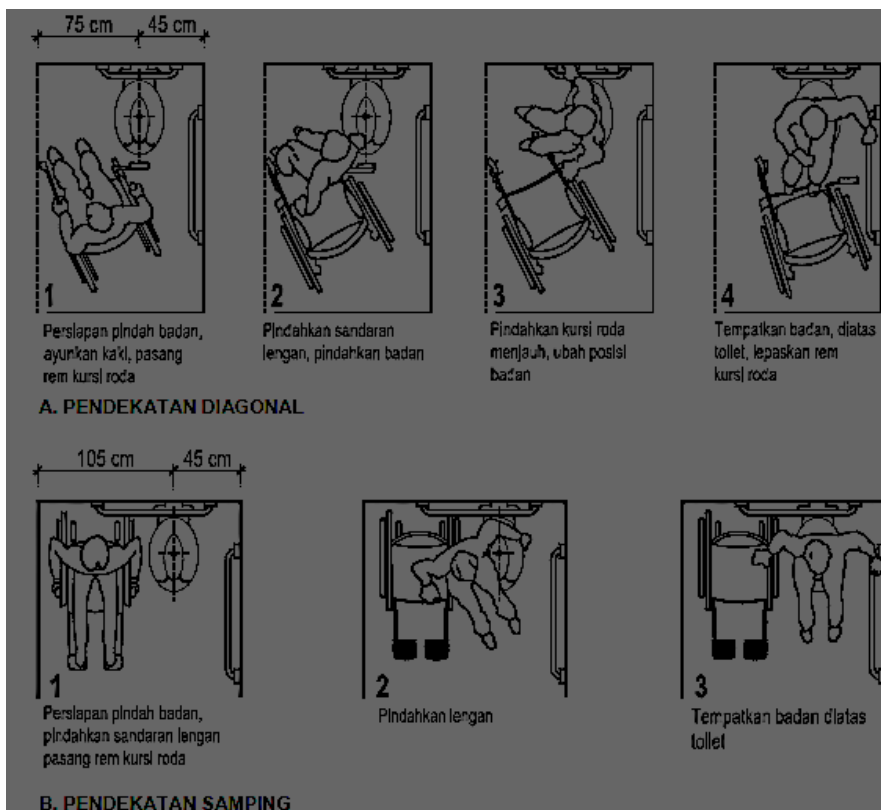 75 cm 45 cm
1
Persiapan pindah badan,
ayunkan kaki, pasang
rem kursi roda
2
Pindahkan sandaran
lengan, pindahkan badan
3
Pindahkan kursi roda
menjauh, ubah posisi
badan
4
Tempatkan badan, diatas
toilet, lepaskan rem
kursi roda
A. PENDEKATAN DIAGONAL
105 cm 45 cm
1
Persiapan pindah badan,
pindahkan sandaran lengan
pasang rem kursi roda
2
Pindahkan lengan
3
Tempatkan badan diatas
toilet
B. PENDEKATAN SAMPING